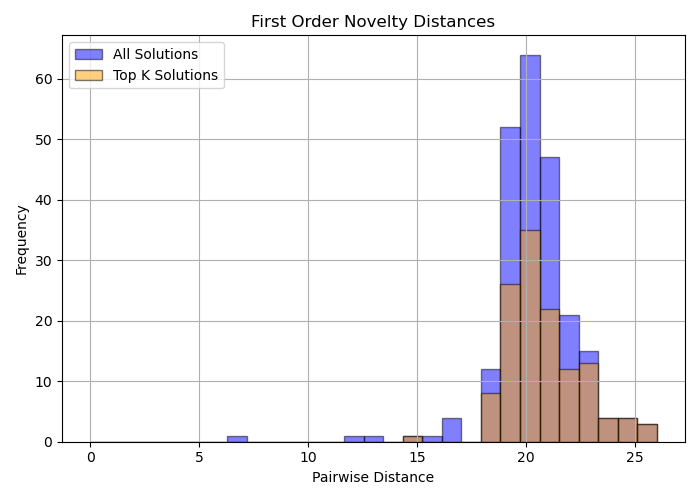 First Order Novelty Distances
All Solutions
Top K Solutions
60
50
40
30
20
10
0
Frequency
0 5 10 15 20 25
Pairwise Distance